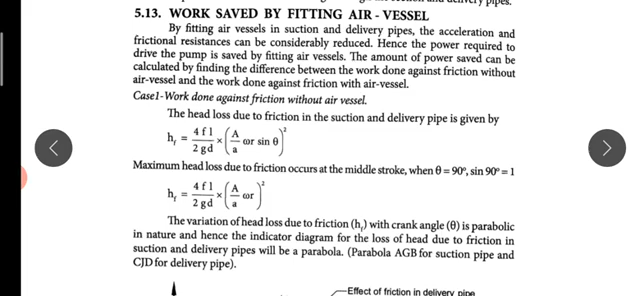 5.13. WORK SAVED BY FITTING AIR - VESSEL
By fitting air vessels in suction and delivery pipes, the acceleration and
frictional resistances can be considerably reduced. Hence the power required to
drive the pump is saved by fitting air vessels. The amount of power saved can be
calculated by finding the difference between the work done against friction without
air-vessel and the work done against friction with air-vessel.
Case1- Work done against friction without air vessel.
The head loss due to friction in the suction and delivery pipe is given by
h_f = 4 f l / 2 gd × (A / a ωr sin θ)²
Maximum head loss due to friction occurs at the middle stroke, when θ = 90°, sin 90° = 1
h_f = 4 f l / 2 gd × (A / a ωr)²
The variation of head loss due to friction (h_f) with crank angle (θ) is parabolic
in nature and hence the indicator diagram for the loss of head due to friction in
suction and delivery pipes will be a parabola. (Parabola AGB for suction pipe and
CJD for delivery pipe).
Effect of friction in delivery pipe